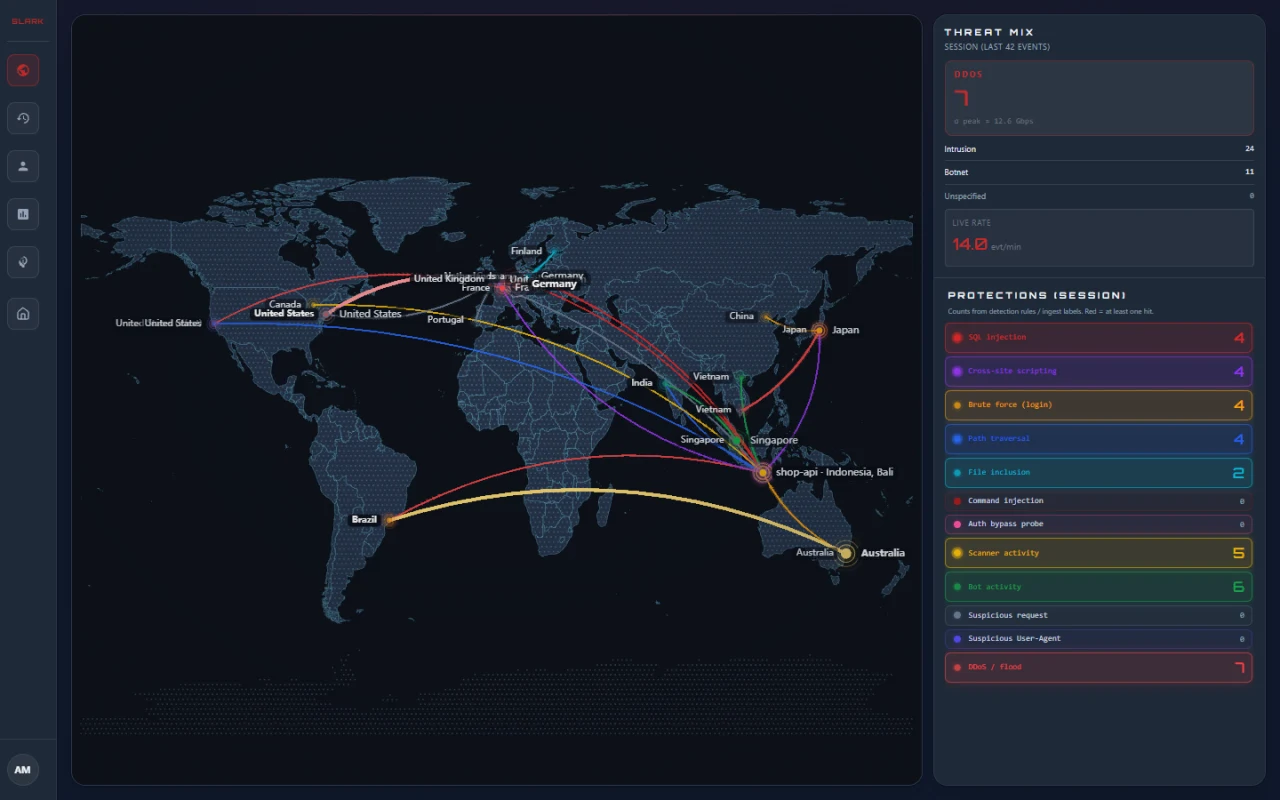 SLARK
THREAT MIX
SESSION (LAST 42 EVENTS)
DDOS
7
σ peak ≈ 12.6 Gbps
Intrusion 24
Botnet 11
Unspecified 0
LIVE RATE
14.0 evt/min
PROTECTIONS (SESSION)
Counts from detection rules / ingest labels. Red = at least one hit.
SQL injection 4
Cross-site scripting 4
Brute force (login) 4
Path traversal 4
File inclusion 2
Command injection 0
Auth bypass probe 0
Scanner activity 5
Bot activity 6
Suspicious request 0
Suspicious User-Agent 0
DDoS / flood 7
Finland
Germany
United Kingdom
France
Germany
Canada
United States
United States
United States
Portugal
China
Japan
Japan
India
Vietnam
Vietnam
Singapore
Singapore
shop-api · Indonesia, Bali
Brazil
Australia
Australia
AM